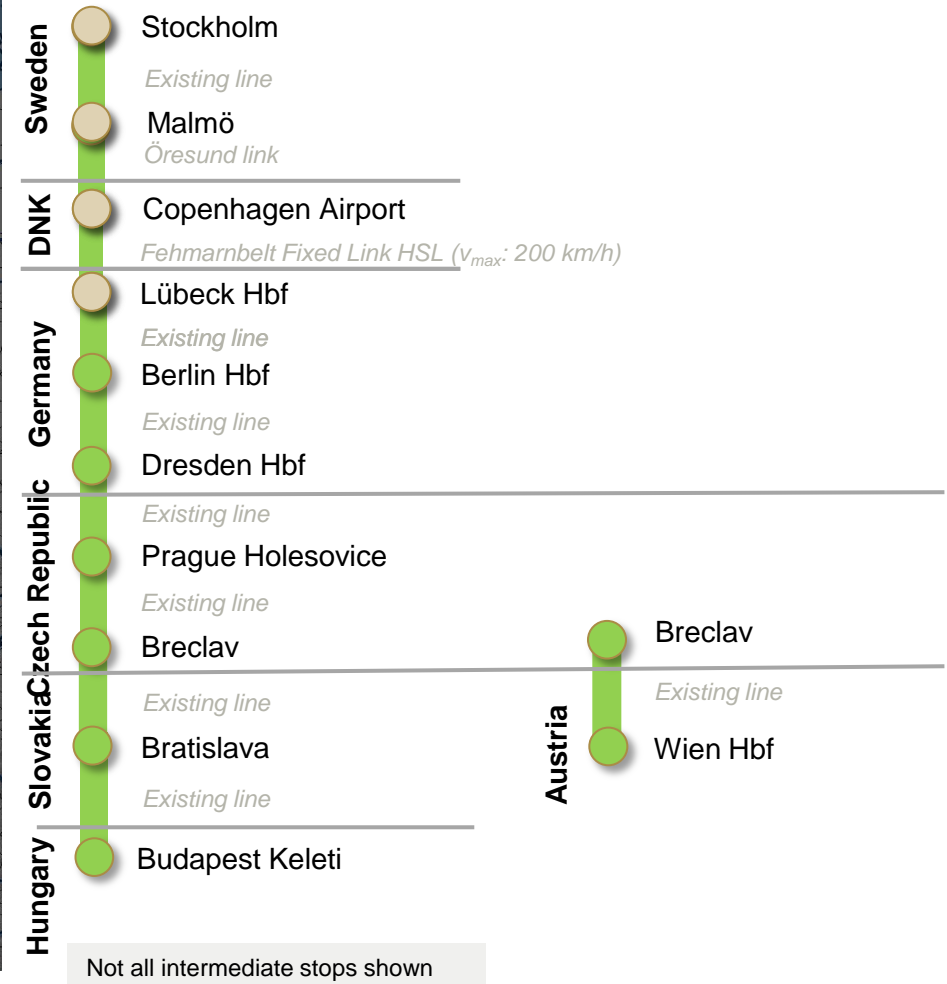 Sweden
Stockholm
Existing line
Malmö
Öresund link
DNK
Copenhagen Airport
Fehmarnbelt Fixed Link HSL (vmax: 200 km/h)
Germany
Lübeck Hbf
Existing line
Berlin Hbf
Existing line
Dresden Hbf
Czech Republic
Existing line
Prague Holesovice
Existing line
Breclav
Breclav
Slovakia
Existing line
Bratislava
Existing line
Austria
Existing line
Wien Hbf
Hungary
Budapest Keleti
Not all intermediate stops shown